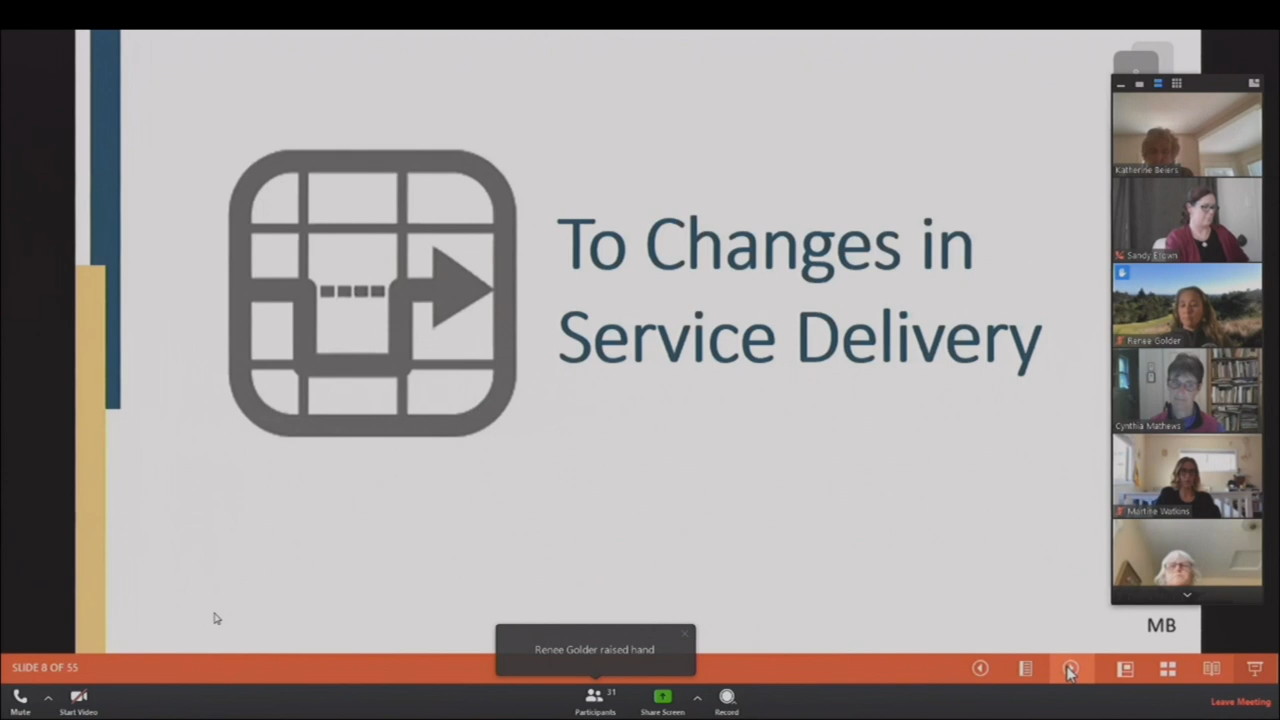 To Changes in
Service Delivery
Katherine Beiers
Sandy Brown
Renee Golder
Cynthia Mathews
Martine Watkins
MB
Renee Golder raised hand
SLIDE 8 OF 55
Mute
Start Video
Participants
31
Share Screen
Record
Leave Meeting